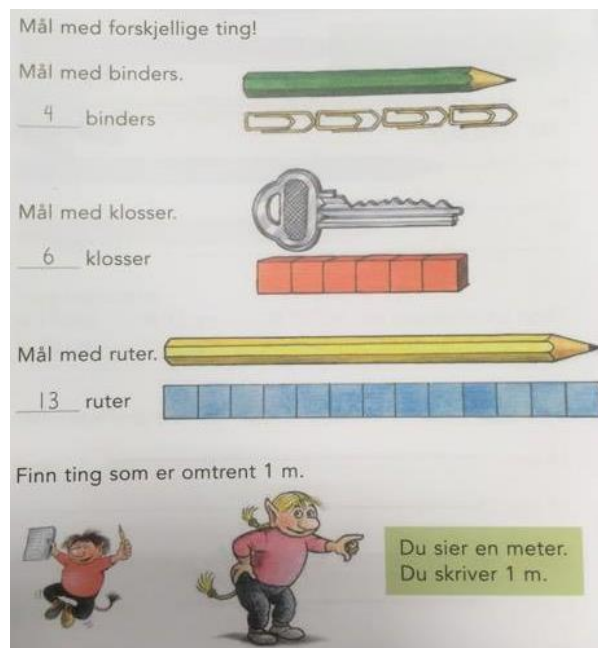 Mål med forskjellige ting!
Mål med binders.
4 binders
Mål med klosser.
6 klosser
Mål med ruter.
13 ruter
Finn ting som er omtrent 1 m.
Du sier en meter.
Du skriver 1 m.